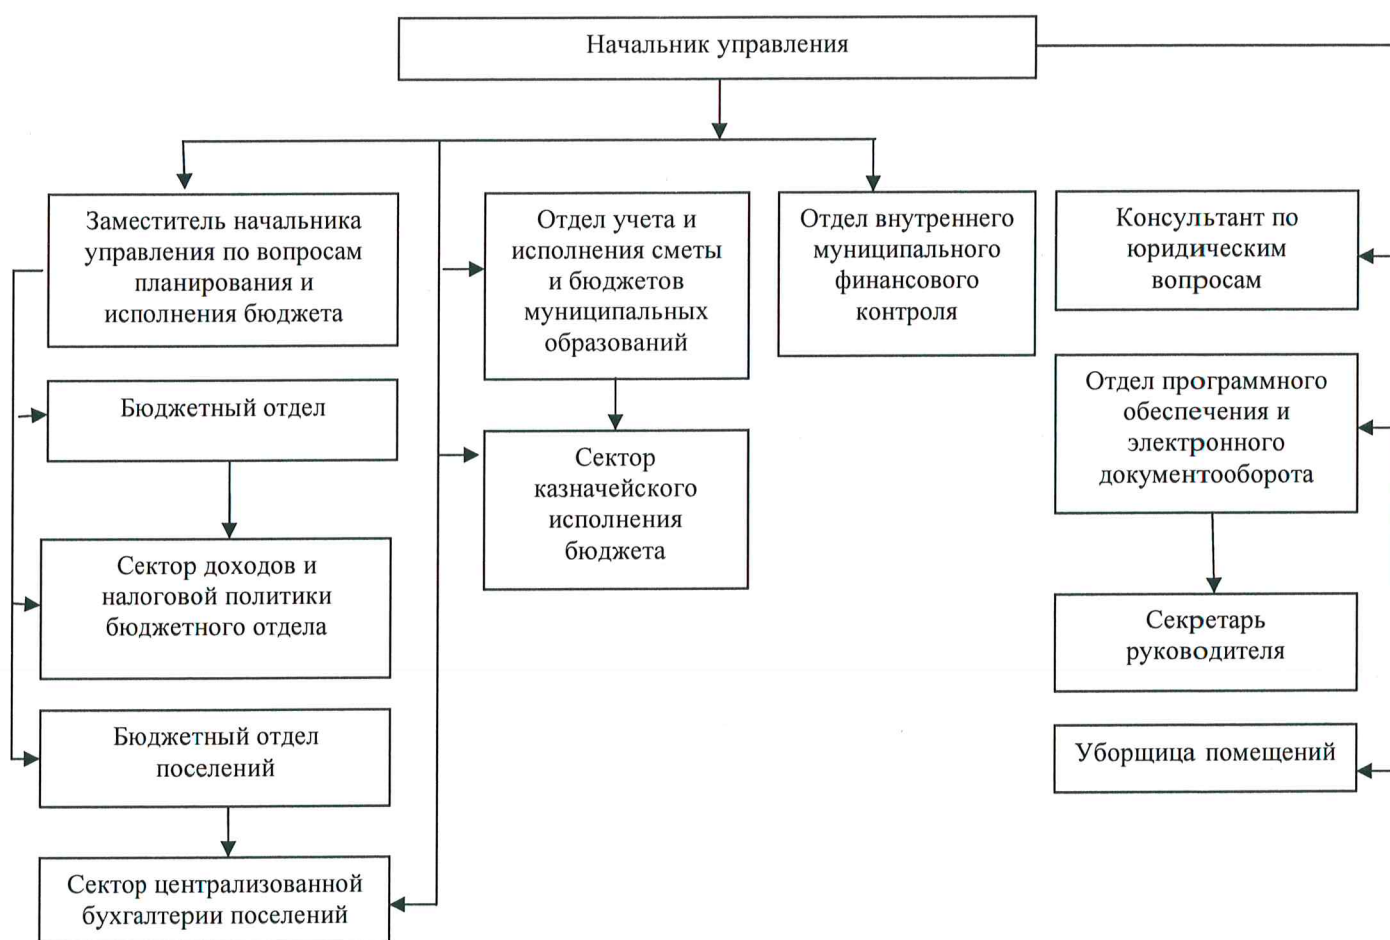 Начальник управления
Заместитель начальника
управления по вопросам
планирования и
исполнения бюджета
Бюджетный отдел
Сектор доходов и
налоговой политики
бюджетного отдела
Бюджетный отдел
поселений
Сектор централизованной
бухгалтерии поселений
Отдел учета и
исполнения сметы
и бюджетов
муниципальных
образований
Сектор
казначейского
исполнения
бюджета
Отдел внутреннего
муниципального
финансового
контроля
Консультант по
юридическим
вопросам
Отдел программного
обеспечения и
электронного
документооборота
Секретарь
руководителя
Уборщица помещений